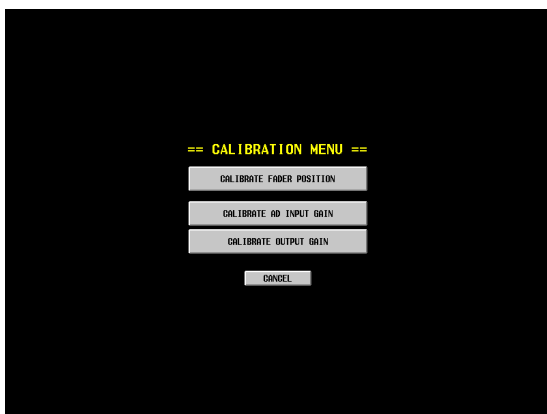 == CALIBRATION MENU ==
CALIBRATE FADER POSITION
CALIBRATE AD INPUT GAIN
CALIBRATE OUTPUT GAIN
CANCEL